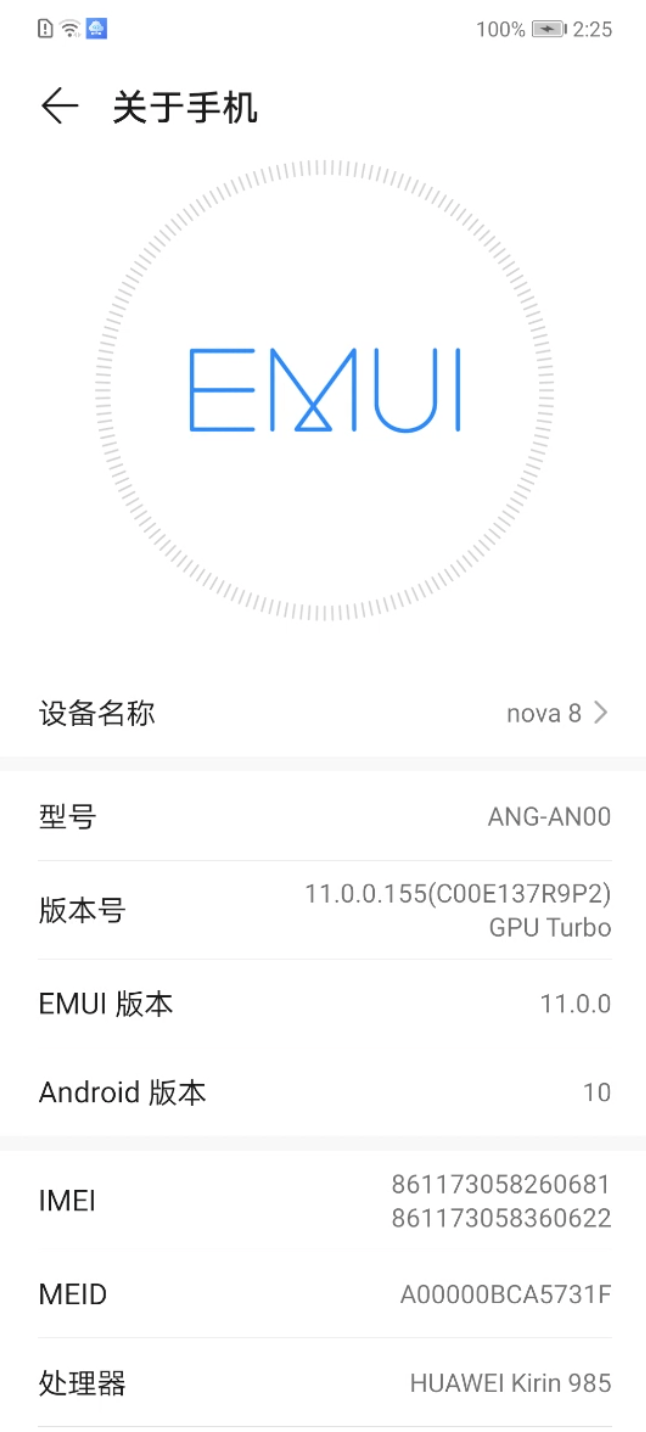 100% 2:25
关于手机
EMUI
设备名称 nova 8
型号 ANG-AN00
版本号 11.0.0.155(C00E137R9P2)
GPU Turbo
EMUI 版本 11.0.0
Android 版本 10
IMEI 861173058260681
861173058360622
MEID A00000BCA5731F
处理器 HUAWEI Kirin 985